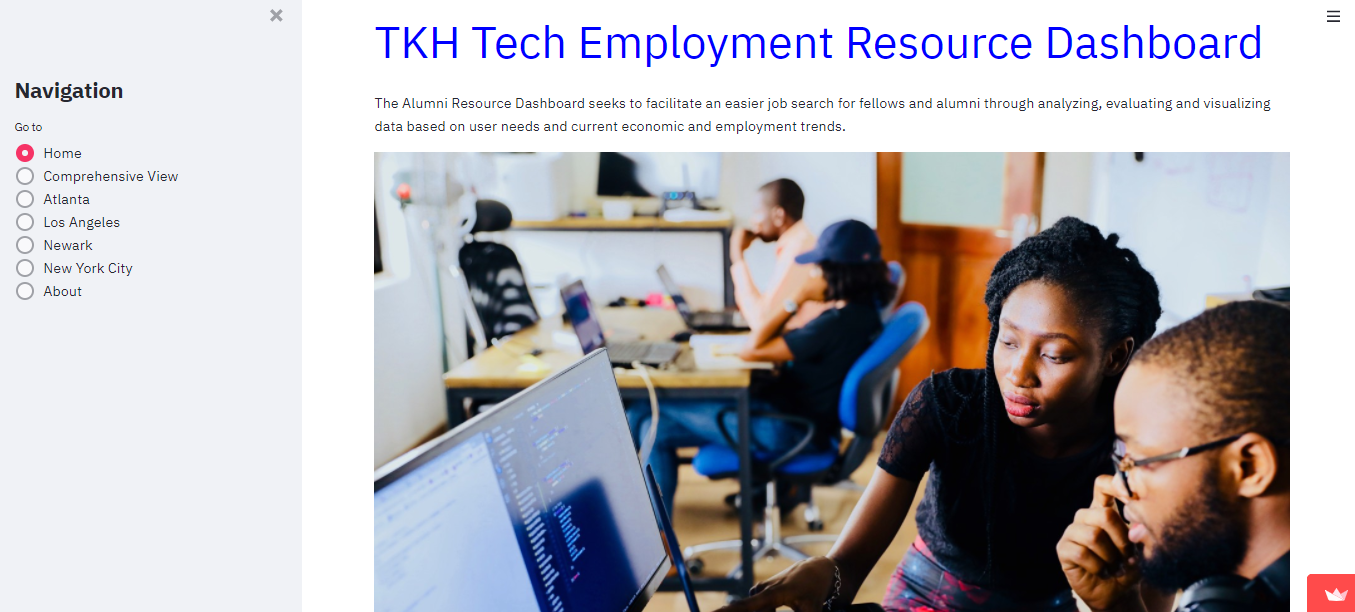 Navigation
Go to
Home
Comprehensive View
Atlanta
Los Angeles
Newark
New York City
About
TKH Tech Employment Resource Dashboard
The Alumni Resource Dashboard seeks to facilitate an easier job search for fellows and alumni through analyzing, evaluating and visualizing
data based on user needs and current economic and employment trends.